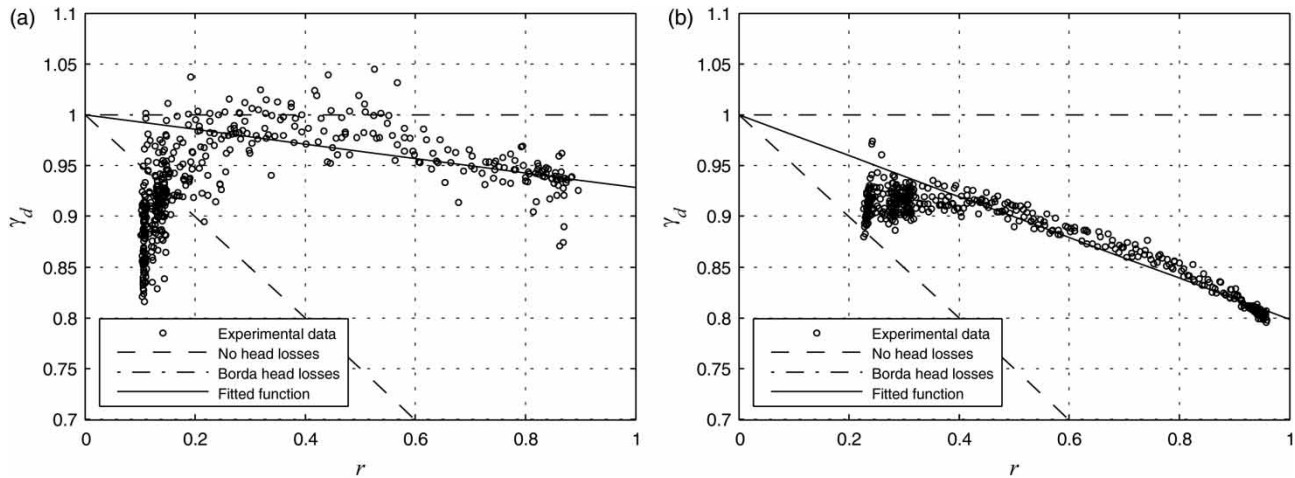 (a)
1.1
1.05
1
0.95
0.9
0.85
0.8
0.75
0.7
γd
Experimental data
No head losses
Borda head losses
Fitted function
0 0.2 0.4 0.6 0.8 1
r
(b)
1.1
1.05
1
0.95
0.9
0.85
0.8
0.75
0.7
γd
Experimental data
No head losses
Borda head losses
Fitted function
0 0.2 0.4 0.6 0.8 1
r